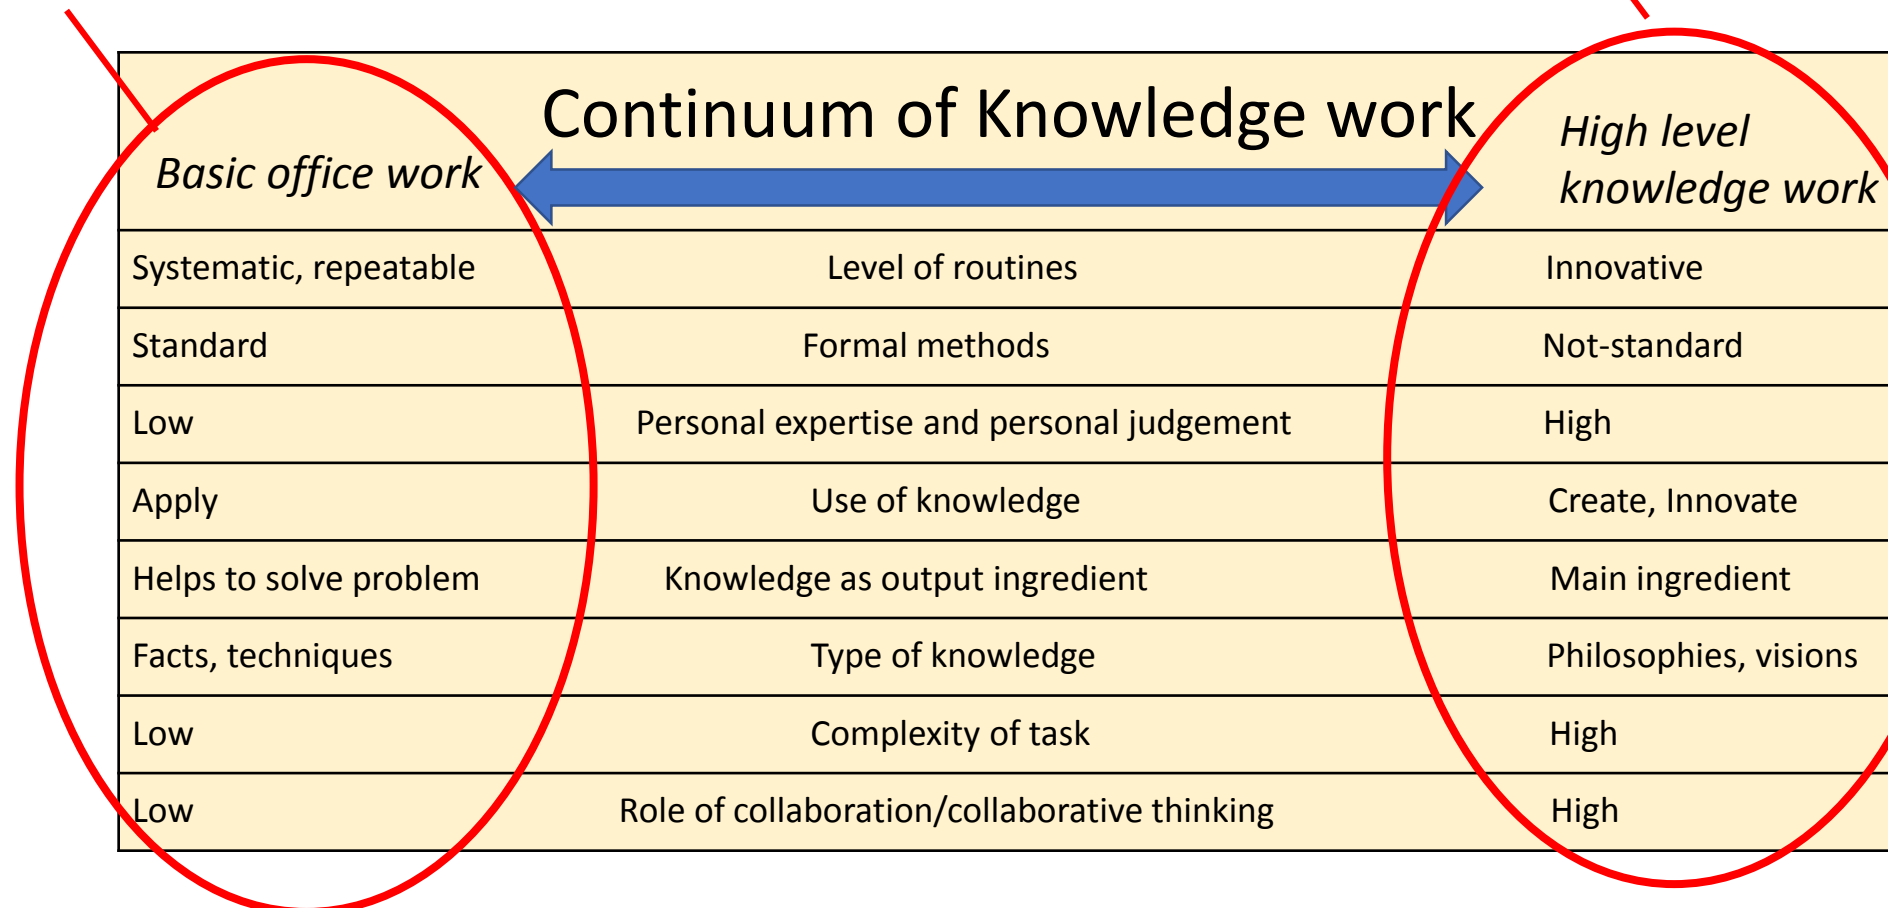 Continuum of Knowledge work
Basic office work
High level
knowledge work
Systematic, repeatable Level of routines Innovative
Standard Formal methods Not-standard
Low Personal expertise and personal judgement High
Apply Use of knowledge Create, Innovate
Helps to solve problem Knowledge as output ingredient Main ingredient
Facts, techniques Type of knowledge Philosophies, visions
Low Complexity of task High
Low Role of collaboration/collaborative thinking High